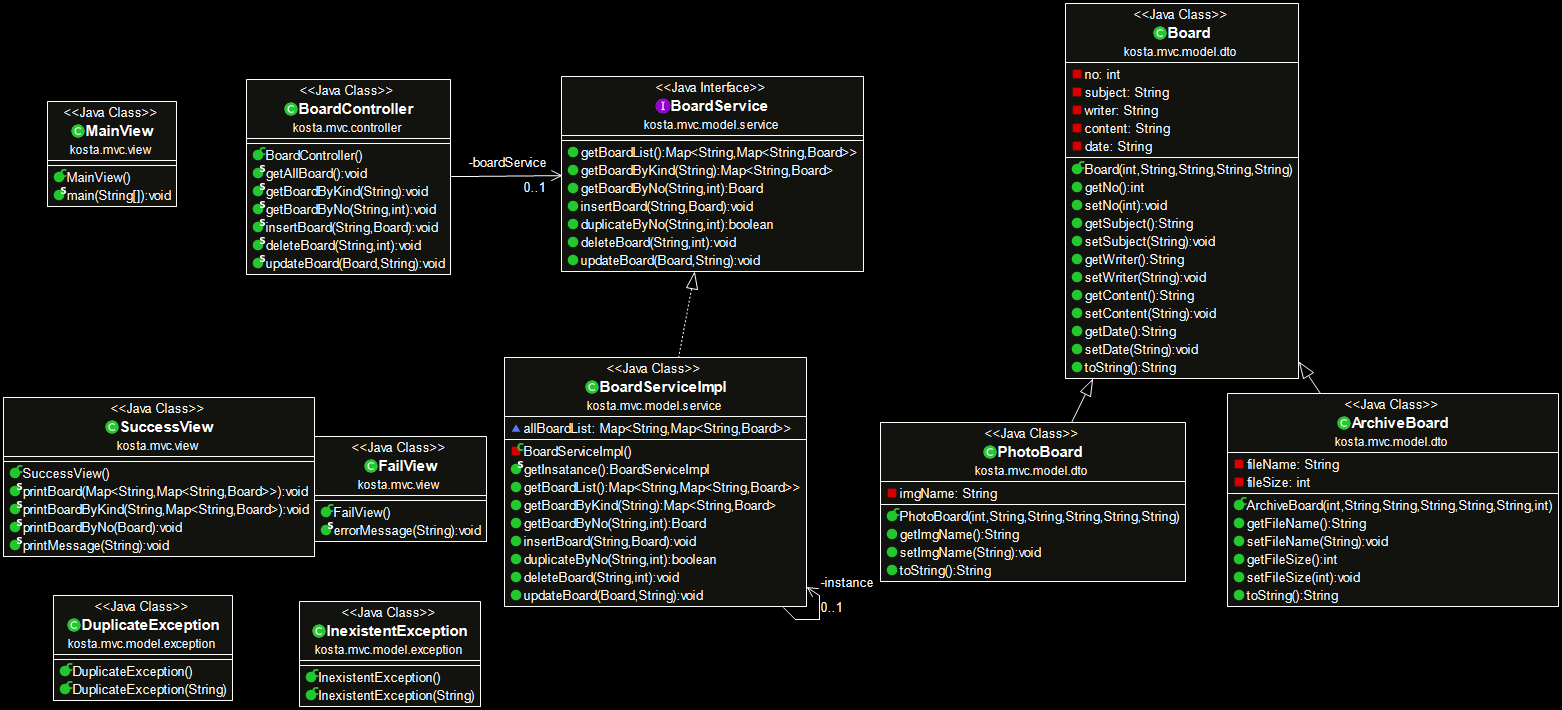 <<Java Class>>
MainView
kosta.mvc.view
MainView()
main(String[]):void
<<Java Class>>
BoardController
kosta.mvc.controller
BoardController()
getAllBoard():void
getBoardByKind(String):void
getBoardByNo(String,int):void
insertBoard(String,Board):void
deleteBoard(String,int):void
updateBoard(Board,String):void
-boardService
0..1
<<Java Interface>>
BoardService
kosta.mvc.model.service
getBoardList():Map<String,Map<String,Board>>
getBoardByKind(String):Map<String,Board>
getBoardByNo(String,int):Board
insertBoard(String,Board):void
duplicateByNo(String,int):boolean
deleteBoard(String,int):void
updateBoard(Board,String):void
<<Java Class>>
Board
kosta.mvc.model.dto
no: int
subject: String
writer: String
content: String
date: String
Board(int,String,String,String,String)
getNo():int
setNo(int):void
getSubject():String
setSubject(String):void
getWriter():String
setWriter(String):void
getContent():String
setContent(String):void
getDate():String
setDate(String):void
toString():String
<<Java Class>>
SuccessView
kosta.mvc.view
SuccessView()
printBoard(Map<String,Map<String,Board>>):void
printBoardByKind(String,Map<String,Board>):void
printBoardByNo(Board):void
printMessage(String):void
<<Java Class>>
FailView
kosta.mvc.view
FailView()
errorMessage(String):void
<<Java Class>>
BoardServiceImpl
kosta.mvc.model.service
allBoardList: Map<String,Map<String,Board>>
BoardServiceImpl()
getInsatance():BoardServiceImpl
getBoardList():Map<String,Map<String,Board>>
getBoardByKind(String):Map<String,Board>
getBoardByNo(String,int):Board
insertBoard(String,Board):void
duplicateByNo(String,int):boolean
deleteBoard(String,int):void
updateBoard(Board,String):void
-instance
0..1
<<Java Class>>
PhotoBoard
kosta.mvc.model.dto
imgName: String
PhotoBoard(int,String,String,String,String,String)
getImgName():String
setImgName(String):void
toString():String
<<Java Class>>
ArchiveBoard
kosta.mvc.model.dto
fileName: String
fileSize: int
ArchiveBoard(int,String,String,String,String,String,int)
getFileName():String
setFileName(String):void
getFileSize():int
setFileSize(int):void
toString():String
<<Java Class>>
DuplicateException
kosta.mvc.model.exception
DuplicateException()
DuplicateException(String)
<<Java Class>>
InexistentException
kosta.mvc.model.exception
InexistentException()
InexistentException(String)